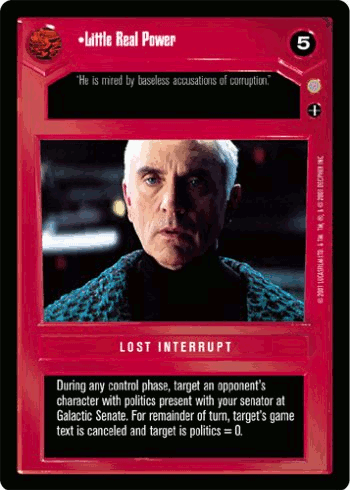 •Little Real Power
5
"He is mired by baseless accusations of corruption."
LOST INTERRUPT
During any control phase, target an opponent's
character with politics present with your senator at
Galactic Senate. For remainder of turn, target's game
text is canceled and target is politics = 0.